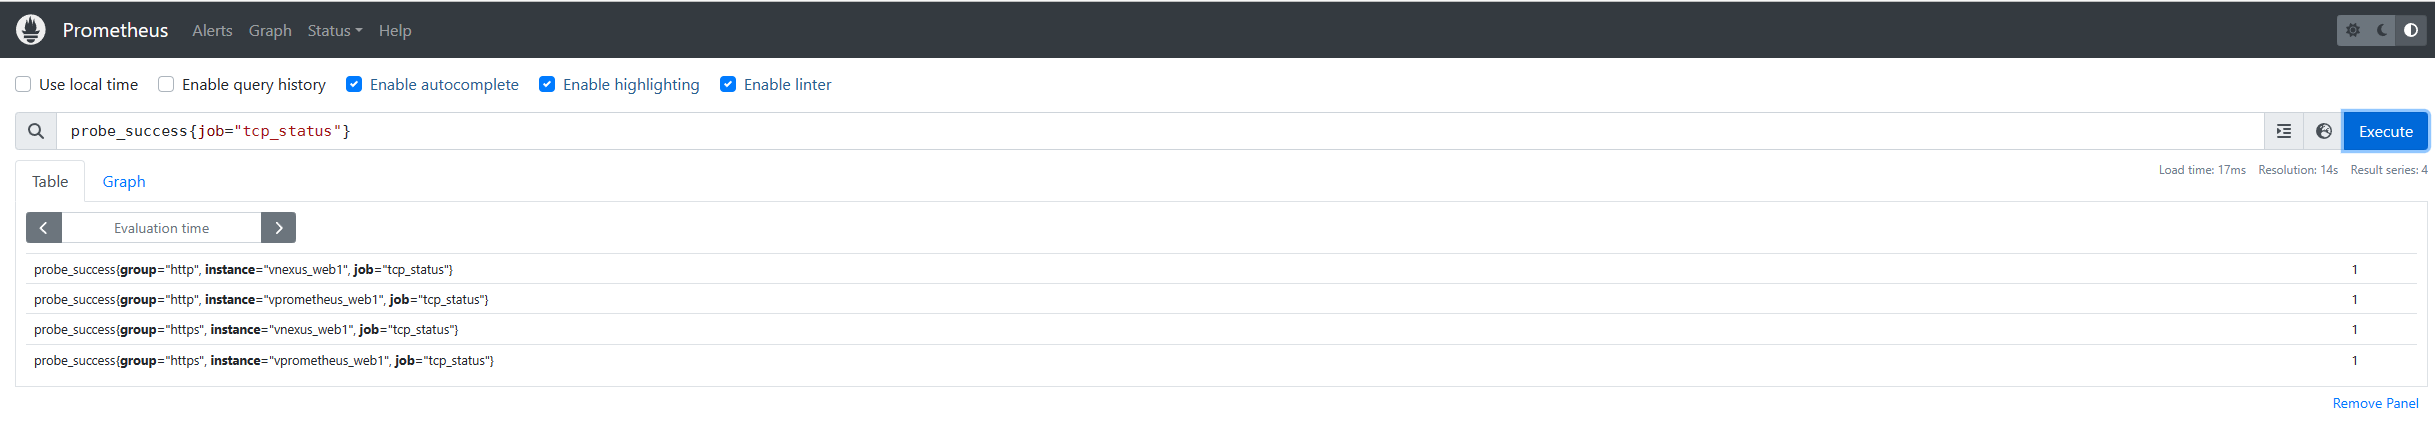 Prometheus Alerts Graph Status Help
Use local time Enable query history Enable autocomplete Enable highlighting Enable linter
probe_success{job="tcp_status"} Execute
Table Graph Load time: 17ms Resolution: 14s Result series: 4
Evaluation time
probe_success{group="http", instance="vnexus_web1", job="tcp_status"} 1
probe_success{group="http", instance="vprometheus_web1", job="tcp_status"} 1
probe_success{group="https", instance="vnexus_web1", job="tcp_status"} 1
probe_success{group="https", instance="vprometheus_web1", job="tcp_status"} 1
Remove Panel